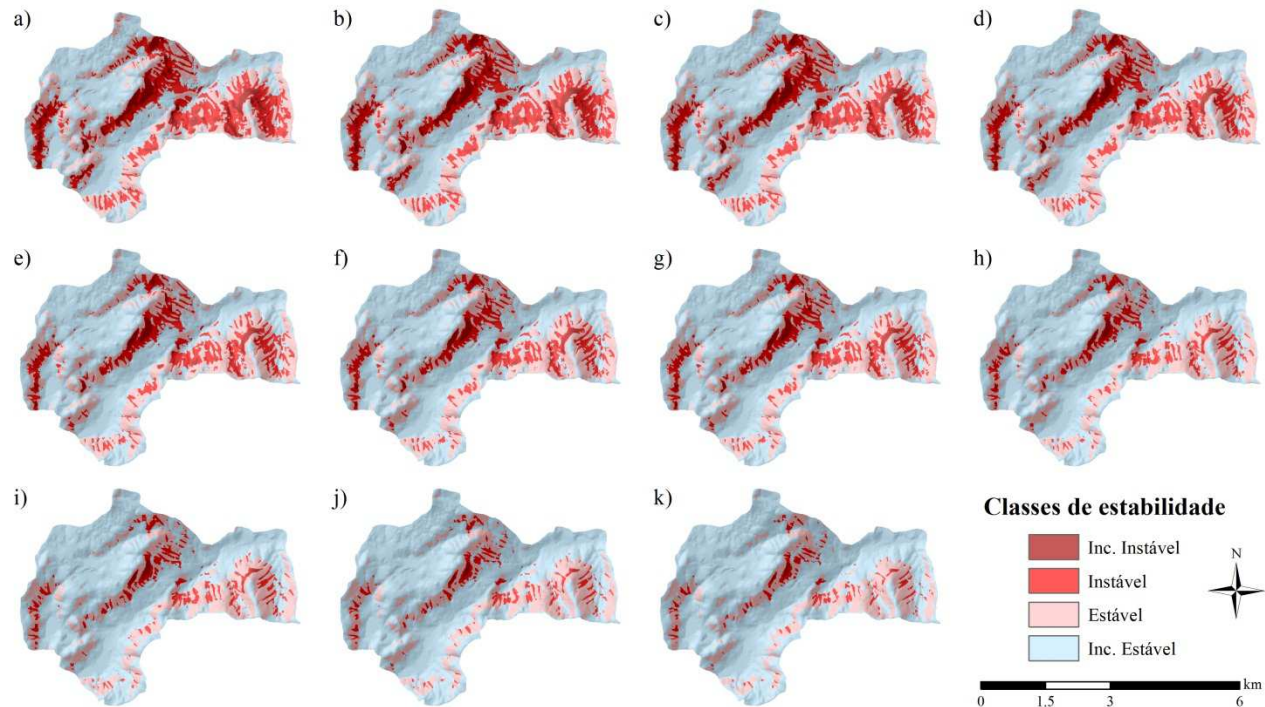 a)
b)
c)
d)
e)
f)
g)
h)
i)
j)
k)
Classes de estabilidade
Inc. Instável
Instável
Estável
Inc. Estável
N
km
0 1.5 3 6